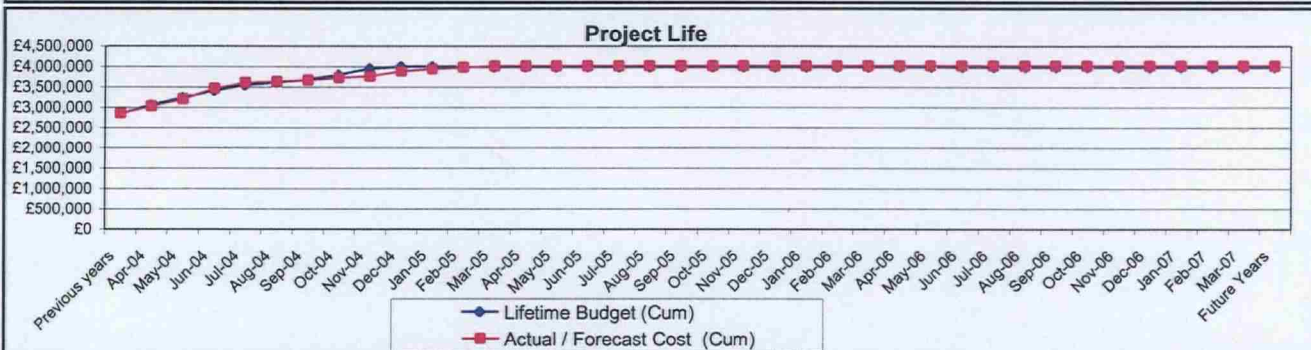 Project Life
£4,500,000
£4,000,000
£3,500,000
£3,000,000
£2,500,000
£2,000,000
£1,500,000
£1,000,000
£500,000
£0
Previous years
Apr-04
May-04
Jun-04
Jul-04
Aug-04
Sep-04
Oct-04
Nov-04
Dec-04
Jan-05
Feb-05
Mar-05
Apr-05
May-05
Jun-05
Jul-05
Aug-05
Sep-05
Oct-05
Nov-05
Dec-05
Jan-06
Feb-06
Mar-06
Apr-06
May-06
Jun-06
Jul-06
Aug-06
Sep-06
Oct-06
Nov-06
Dec-06
Jan-07
Feb-07
Mar-07
Future Years
Lifetime Budget (Cum)
Actual / Forecast Cost (Cum)